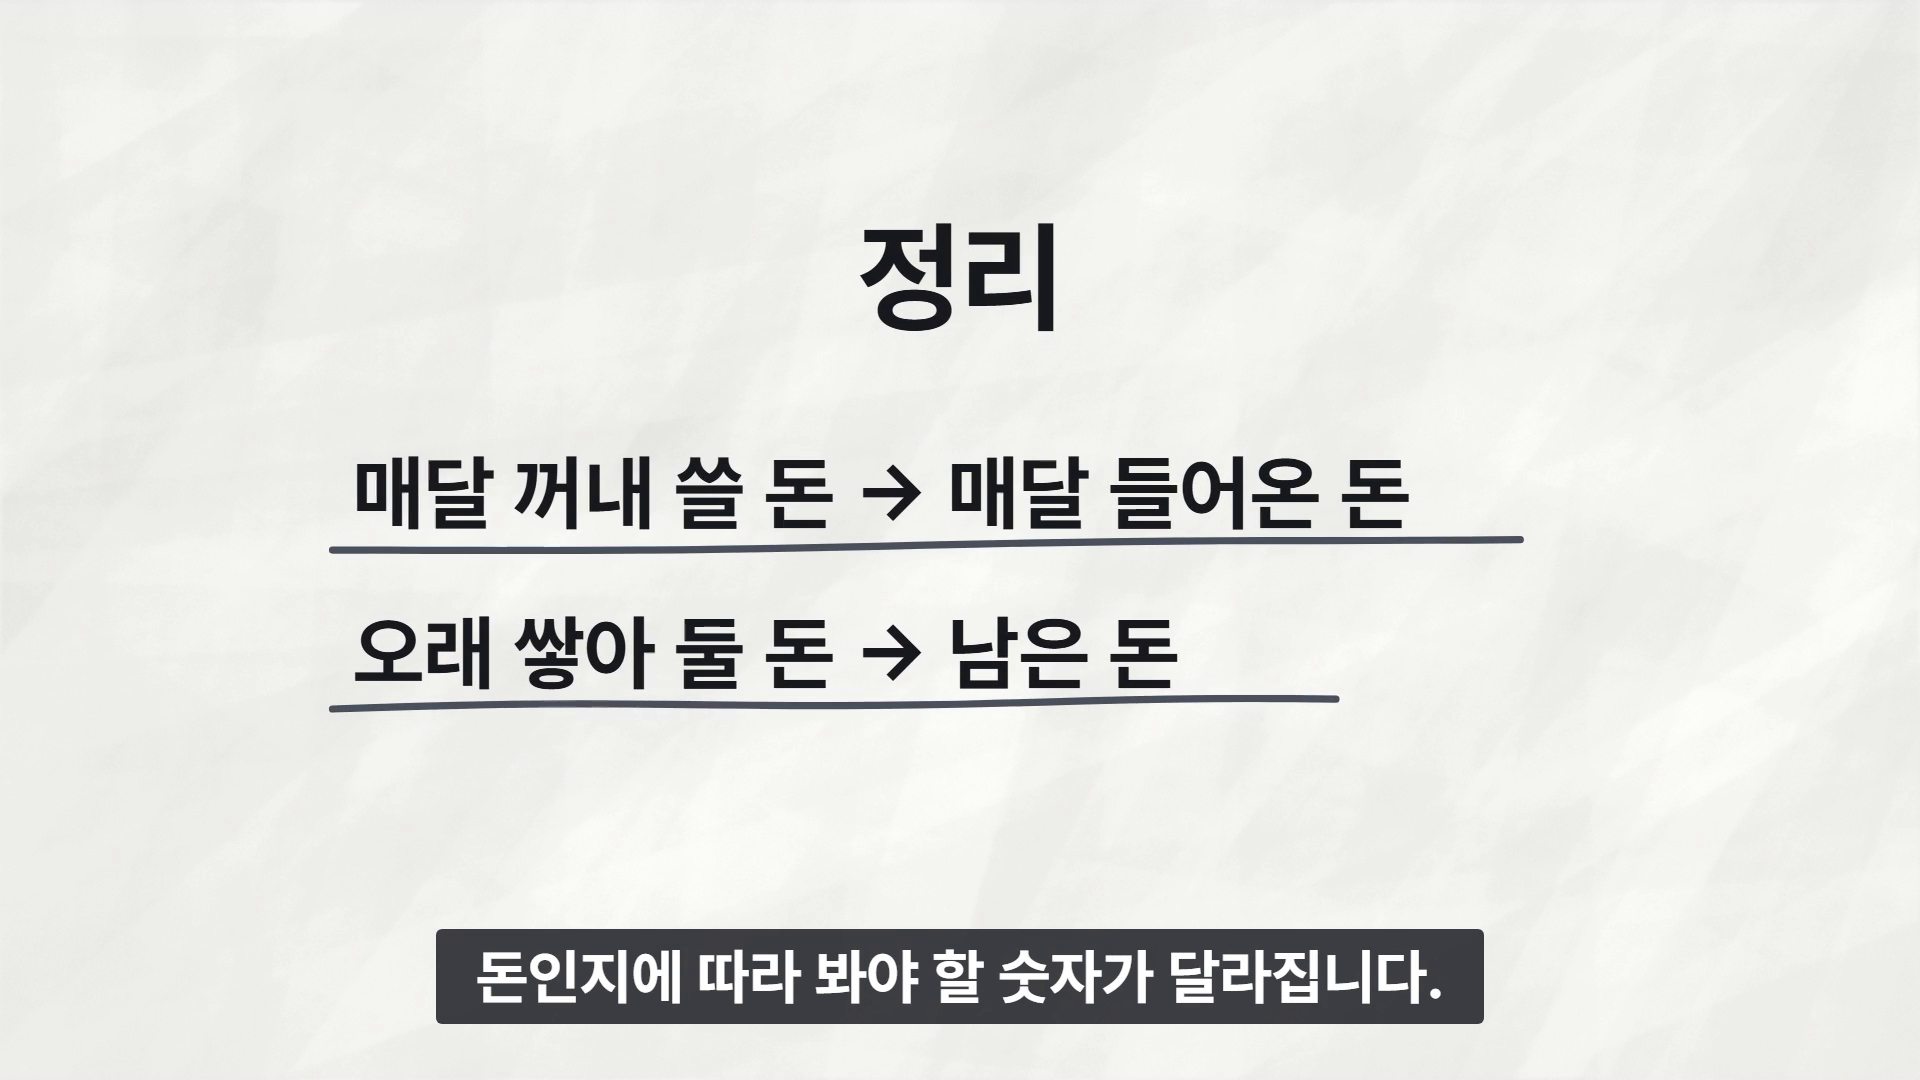 정리
매달 꺼내 쓸 돈 → 매달 들어온 돈
오래 쌓아 둘 돈 → 남은 돈
돈인지에 따라 봐야 할 숫자가 달라집니다.